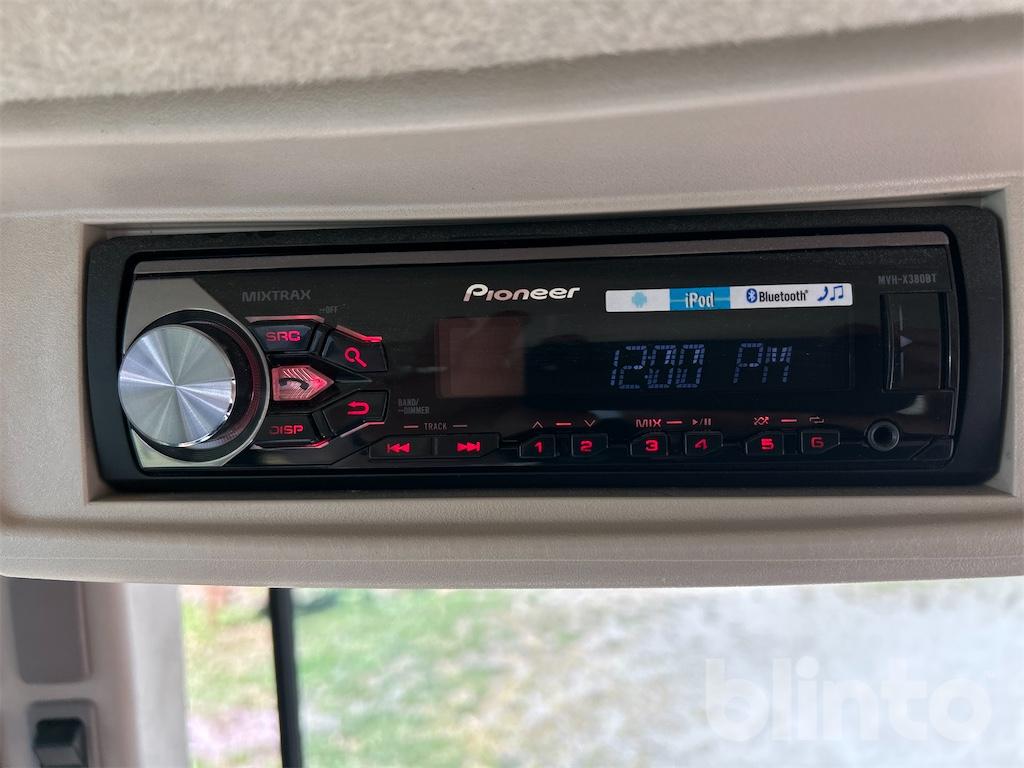 Pioneer
MVH-X380BT
iPod Bluetooth®
MIXTRAX
OFF
SRC
12:00 PM
BAND/
DIMMER
DISP
TRACK
MIX
1 2 3 4 5 6
blinto